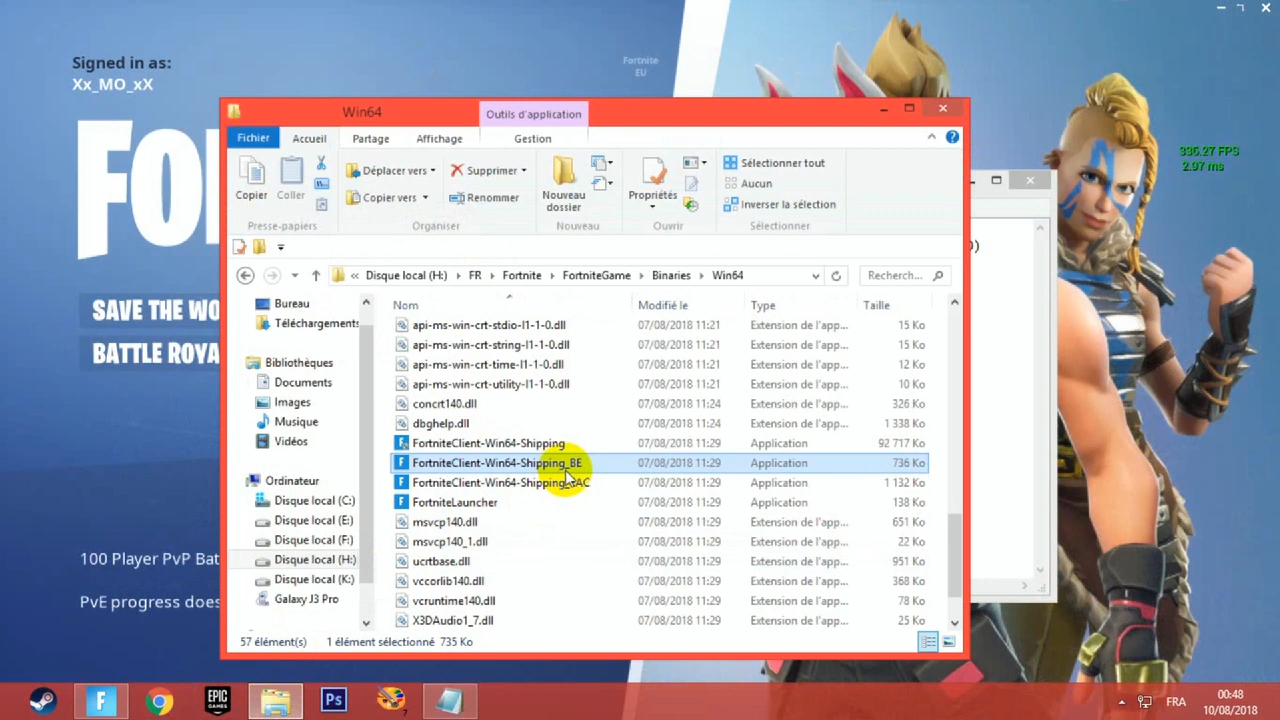 Signed in as:
Xx_MO_xX
Fortnite
EU
FO
SAVE THE WO
BATTLE ROYA
100 Player PvP Bat
PvE progress does
336.27 FPS
2.97 ms
Win64
Outils d'application
Fichier
Accueil
Partage
Affichage
Gestion
Copier
Coller
Déplacer vers
Copier vers
Supprimer
Renommer
Nouveau
dossier
Propriétés
Sélectionner tout
Aucun
Inverser la sélection
Presse-papiers
Organiser
Nouveau
Ouvrir
Sélectionner
« Disque local (H:) FR Fortnite FortniteGame Binaries Win64
Recherch...
Bureau
Téléchargements
Bibliothèques
Documents
Images
Musique
Vidéos
Ordinateur
Disque local (C:)
Disque local (E:)
Disque local (F:)
Disque local (H:)
Disque local (K:)
Galaxy J3 Pro
Nom Modifié le Type Taille
api-ms-win-crt-stdio-l1-1-0.dll 07/08/2018 11:21 Extension de l'app... 15 Ko
api-ms-win-crt-string-l1-1-0.dll 07/08/2018 11:21 Extension de l'app... 15 Ko
api-ms-win-crt-time-l1-1-0.dll 07/08/2018 11:21 Extension de l'app... 12 Ko
api-ms-win-crt-utility-l1-1-0.dll 07/08/2018 11:21 Extension de l'app... 10 Ko
concrt140.dll 07/08/2018 11:24 Extension de l'app... 326 Ko
dbghelp.dll 07/08/2018 11:24 Extension de l'app... 1 338 Ko
FortniteClient-Win64-Shipping 07/08/2018 11:29 Application 92 717 Ko
FortniteClient-Win64-Shipping_BE 07/08/2018 11:29 Application 736 Ko
FortniteClient-Win64-Shipping_EAC 07/08/2018 11:29 Application 1 132 Ko
FortniteLauncher 07/08/2018 11:29 Application 138 Ko
msvcp140.dll 07/08/2018 11:29 Extension de l'app... 651 Ko
msvcp140_1.dll 07/08/2018 11:29 Extension de l'app... 22 Ko
ucrtbase.dll 07/08/2018 11:29 Extension de l'app... 951 Ko
vccorlib140.dll 07/08/2018 11:29 Extension de l'app... 368 Ko
vcruntime140.dll 07/08/2018 11:29 Extension de l'app... 78 Ko
X3DAudio1_7.dll 07/08/2018 11:29 Extension de l'app... 25 Ko
57 élément(s) 1 élément sélectionné 735 Ko
)
F
EPIC
GAMES
Ps
7
FRA
00:48
10/08/2018